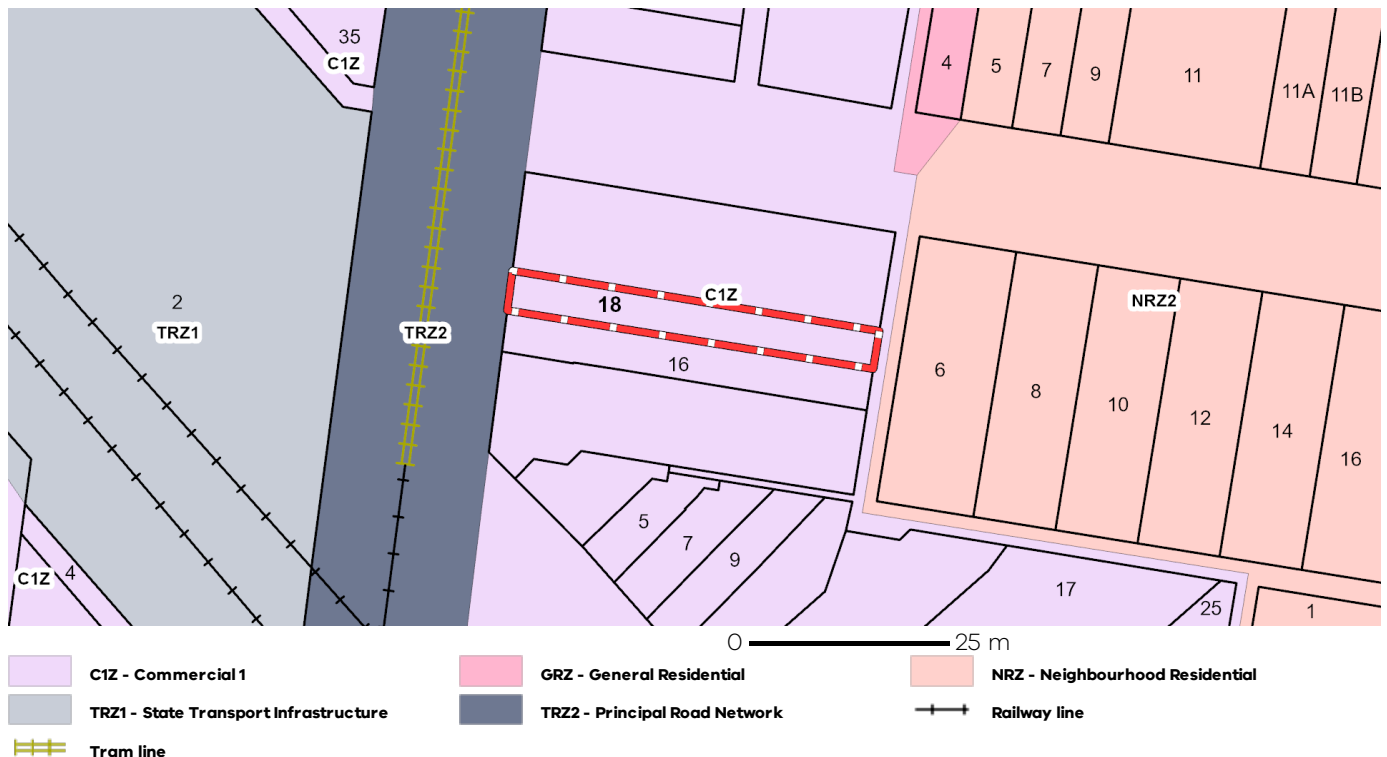 35
C1Z
4
5
7
9
11
11A
11B
2
TRZ1
TRZ2
18
C1Z
16
NRZ2
6
8
10
12
14
16
5
7
9
17
25
1
C1Z
4
0 25 m
C1Z - Commercial 1
GRZ - General Residential
NRZ - Neighbourhood Residential
TRZ1 - State Transport Infrastructure
TRZ2 - Principal Road Network
Railway line
Tram line